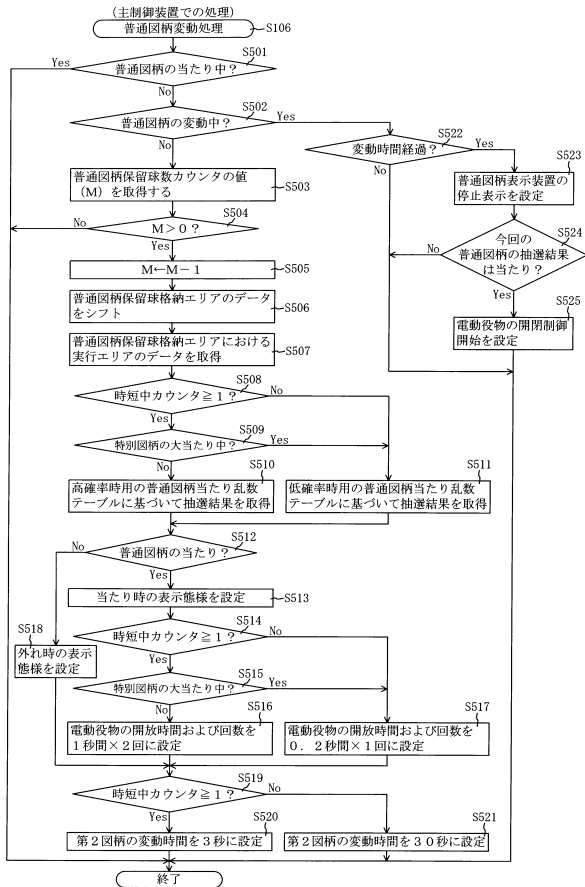 (主制御装置での処理)
普通図柄変動処理
S106
S501
Yes
普通図柄の当たり中?
No
S502
普通図柄の変動中?
Yes
No
S522
変動時間経過?
Yes
No
S523
普通図柄表示装置の
停止表示を設定
S524
今回の
普通図柄の抽選結果
は当たり?
No
Yes
S525
電動役物の開閉制御
開始を設定
普通図柄保留球数カウンタの値
(M)を取得する
S503
S504
No
M>0?
Yes
M←M-1
S505
普通図柄保留球格納エリアのデータ
をシフト
S506
普通図柄保留球格納エリアにおける
実行エリアのデータを取得
S507
S508
時短中カウンタ≧1?
No
Yes
S509
特別図柄の大当たり中?
Yes
No
S510
高確率時用の普通図柄当たり乱数
テーブルに基づいて抽選結果を取得
S511
低確率時用の普通図柄当たり乱数
テーブルに基づいて抽選結果を取得
S512
No
普通図柄の当たり?
Yes
当たり時の表示態様を設定
S513
S518
外れ時の表示
態様を設定
S514
時短中カウンタ≧1?
No
Yes
S515
特別図柄の大当たり中?
Yes
No
S516
電動役物の開放時間および回数を
1秒間×2回に設定
S517
電動役物の開放時間および回数を
0.2秒間×1回に設定
S519
時短中カウンタ≧1?
No
Yes
S520
第2図柄の変動時間を3秒に設定
S521
第2図柄の変動時間を30秒に設定
終了